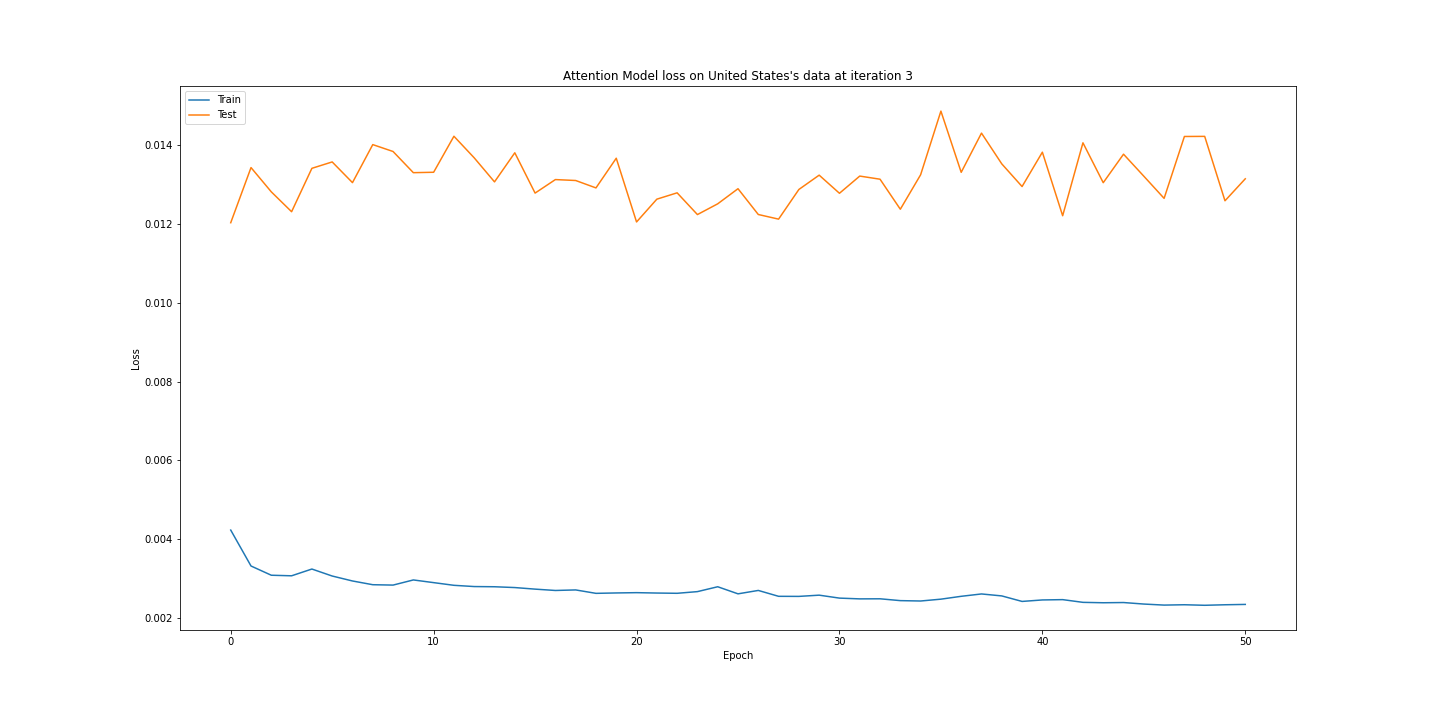 Attention Model loss on United States's data at iteration 3
Train
Test
0.014
0.012
0.010
0.008
0.006
0.004
0.002
Loss
0 10 20 30 40 50
Epoch